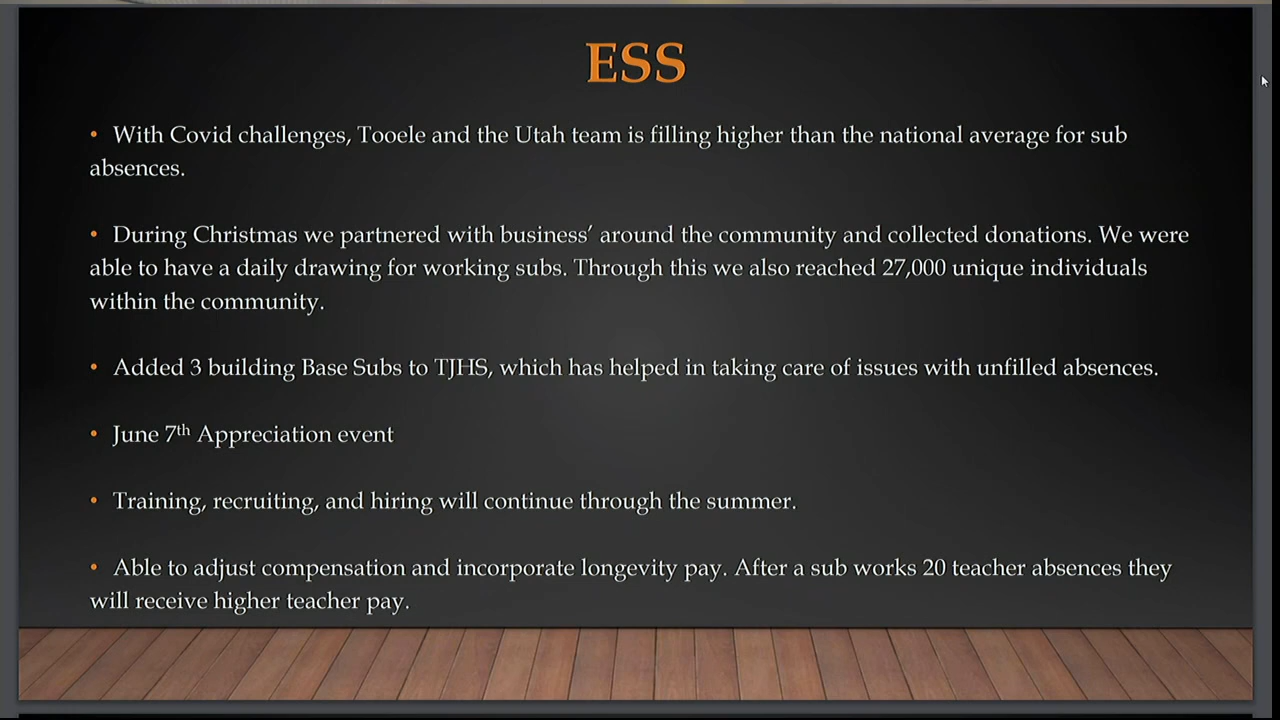 ESS
• With Covid challenges, Tooele and the Utah team is filling higher than the national average for sub
absences.
• During Christmas we partnered with business’ around the community and collected donations. We were
able to have a daily drawing for working subs. Through this we also reached 27,000 unique individuals
within the community.
• Added 3 building Base Subs to TJHS, which has helped in taking care of issues with unfilled absences.
• June 7th Appreciation event
• Training, recruiting, and hiring will continue through the summer.
• Able to adjust compensation and incorporate longevity pay. After a sub works 20 teacher absences they
will receive higher teacher pay.